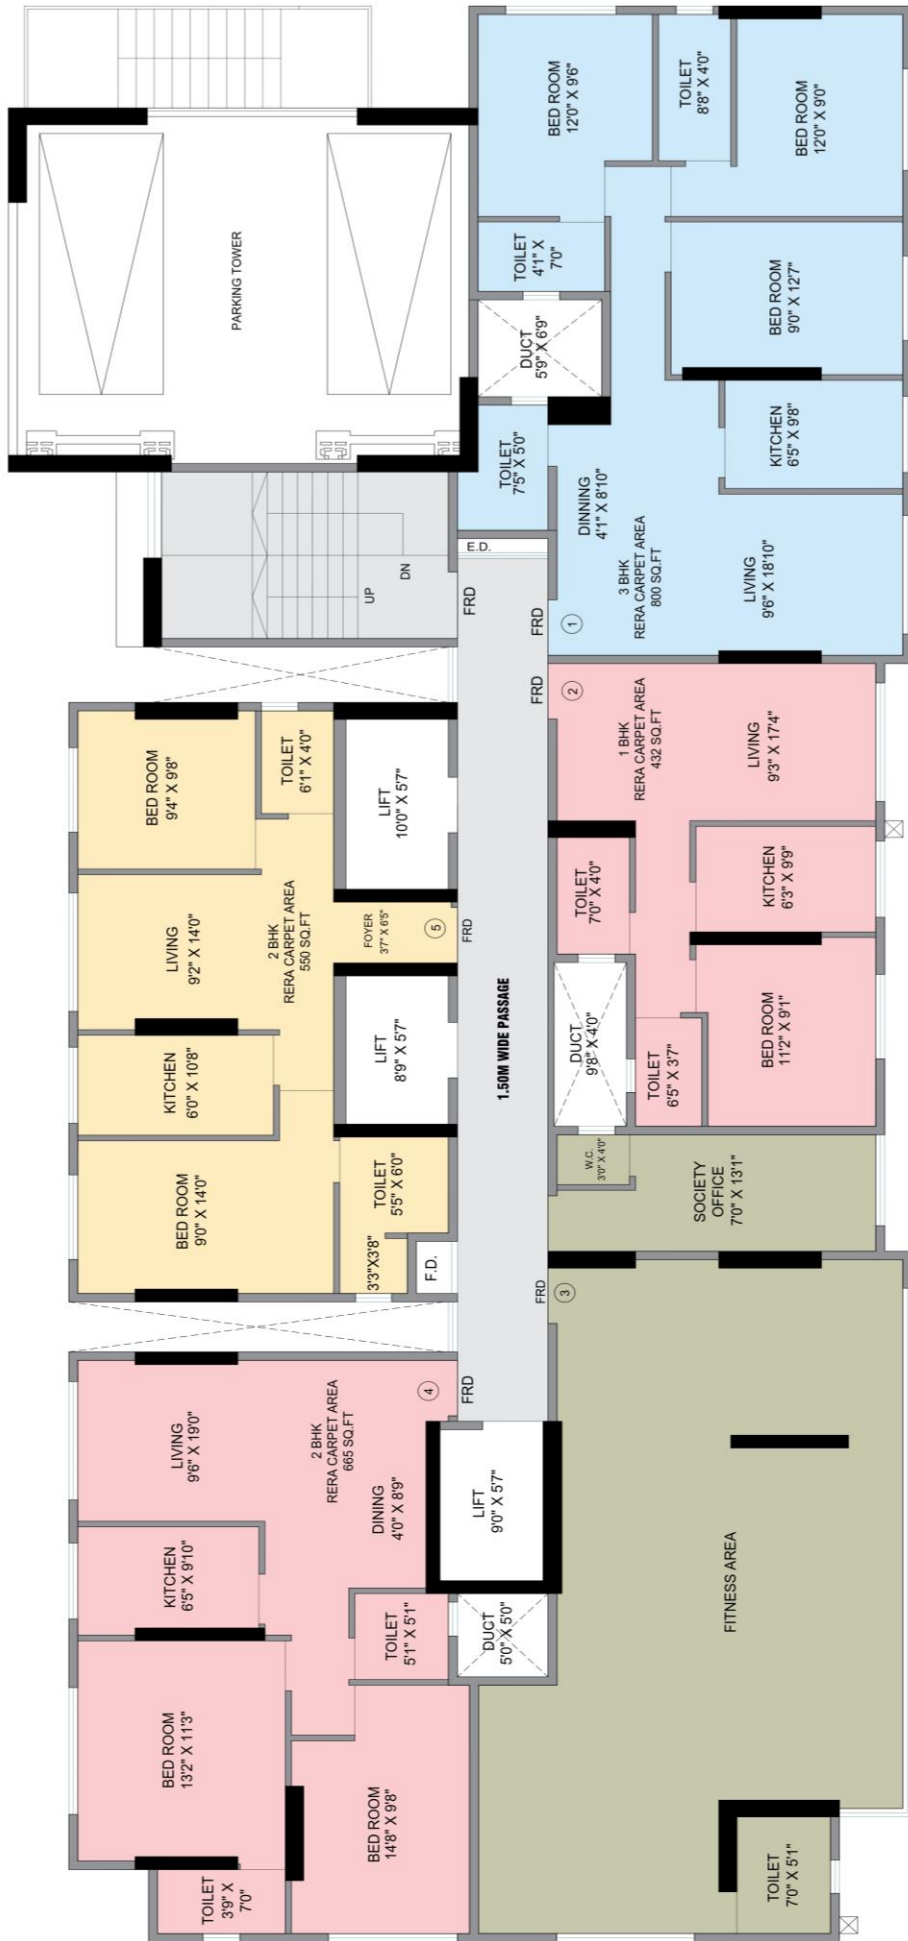 BED ROOM
12'0" X 9'6"
TOILET
8'8" X 4'0"
BED ROOM
12'0" X 9'0"
TOILET
4'1" X
7'0"
BED ROOM
9'0" X 12'7"
DUCT
5'9" X 6'9"
KITCHEN
6'5" X 9'8"
TOILET
7'5" X 5'0"
DINNING
4'1" X 8'10"
3 BHK
RERA CARPET AREA
800 SQ.FT
LIVING
9'6" X 18'10"
1
PARKING TOWER
UP
DN
E.D.
FRD
FRD
FRD
2
1 BHK
RERA CARPET AREA
432 SQ.FT
LIVING
9'3" X 17'4"
TOILET
7'0" X 4'0"
KITCHEN
6'3" X 9'9"
DUCT
9'8" X 4'0"
TOILET
6'5" X 3'7"
BED ROOM
11'2" X 9'1"
BED ROOM
9'4" X 9'8"
TOILET
6'1" X 4'0"
LIFT
10'0" X 5'7"
LIVING
9'2" X 14'0"
2 BHK
RERA CARPET AREA
550 SQ.FT
FOYER
3'7" X 6'5"
5
FRD
LIFT
8'9" X 5'7"
KITCHEN
6'0" X 10'8"
BED ROOM
9'0" X 14'0"
TOILET
5'5" X 6'0"
3'3"X3'8"
F.D.
1.50M WIDE PASSAGE
W.C.
3'0" X 4'0"
SOCIETY
OFFICE
7'0" X 13'1"
FRD
3
FITNESS AREA
TOILET
7'0" X 5'1"
FRD
4
LIVING
9'6" X 19'0"
2 BHK
RERA CARPET AREA
665 SQ.FT
DINING
4'0" X 8'9"
LIFT
9'0" X 5'7"
KITCHEN
6'5" X 9'10"
TOILET
5'1" X 5'1"
DUCT
5'0" X 5'0"
BED ROOM
13'2" X 11'3"
BED ROOM
14'8" X 9'8"
TOILET
3'9" X
7'0"